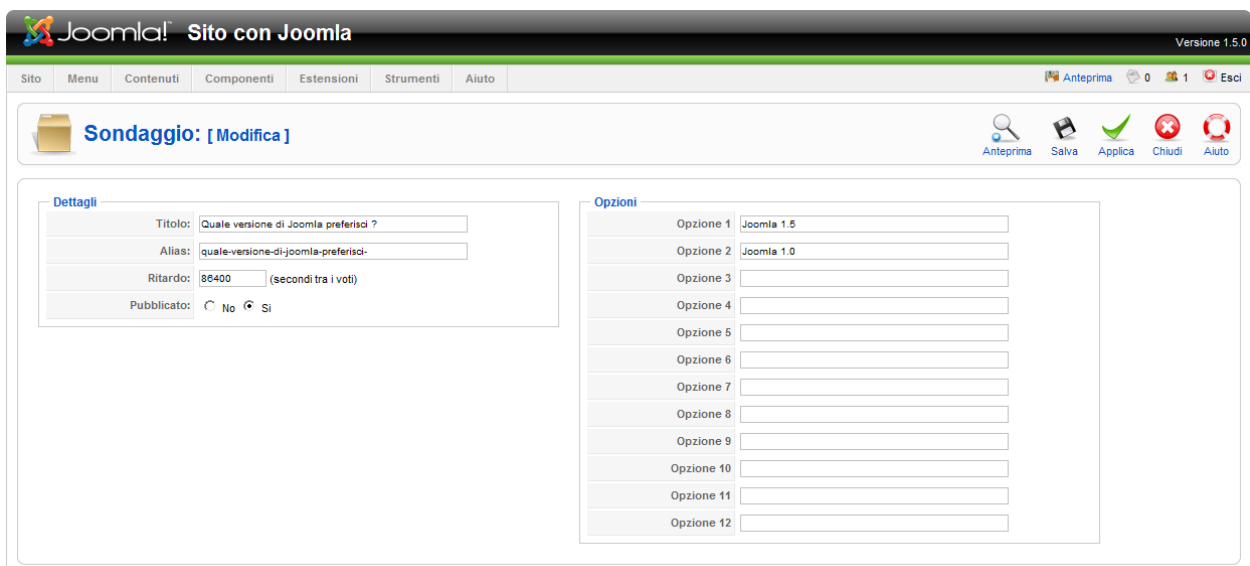 Joomla!™ Sito con Joomla
Versione 1.5.0
Sito Menu Contenuti Componenti Estensioni Strumenti Aiuto
Anteprima 0 1 Esci
Sondaggio: [ Modifica ]
Anteprima Salva Applica Chiudi Aiuto
Dettagli
Titolo: Quale versione di Joomla preferisci ?
Alias: quale-versione-di-joomla-preferisci-
Ritardo: 86400 (secondi tra i voti)
Pubblicato: No Si
Opzioni
Opzione 1 Joomla 1.5
Opzione 2 Joomla 1.0
Opzione 3
Opzione 4
Opzione 5
Opzione 6
Opzione 7
Opzione 8
Opzione 9
Opzione 10
Opzione 11
Opzione 12